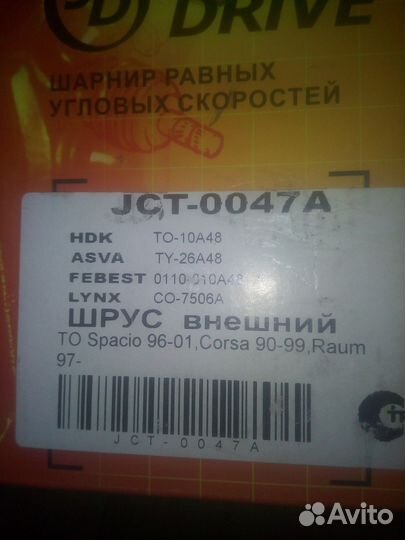 DRIVE
ШАРНИР РАВНЫХ
УГЛОВЫХ СКОРОСТЕЙ
JCT-0047A
HDK TO-10A48
ASVA TY-26A48
FEBEST 0110-010A48
LYNX CO-7506A
ШРУС внешний
TO Spacio 96-01,Corsa 90-99,Raum
97-
JCT-0047A
Avito